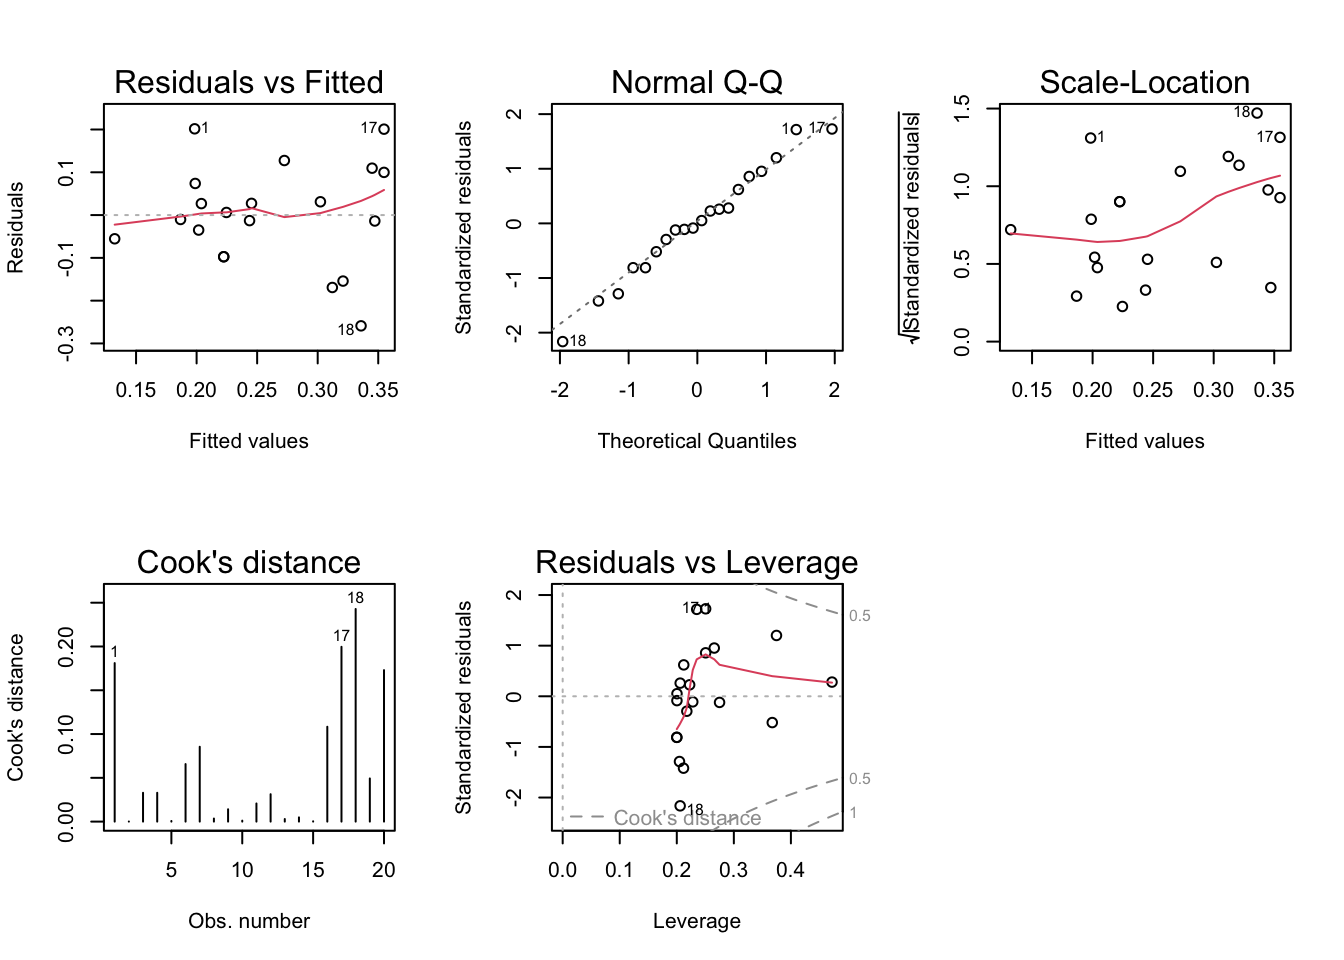 Residuals vs Fitted
Residuals
0.1
-0.1
-0.3
1
17
18
0.15 0.20 0.25 0.30 0.35
Fitted values
Normal Q-Q
Standardized residuals
2
1
0
-1
-2
1
17
18
-2 -1 0 1 2
Theoretical Quantiles
Scale-Location
√|Standardized residuals|
1.5
1.0
0.5
0.0
18
1
17
0.15 0.20 0.25 0.30 0.35
Fitted values
Cook's distance
Cook's distance
0.20
0.10
0.00
18
17
1
5 10 15 20
Obs. number
Residuals vs Leverage
Standardized residuals
2
1
0
-1
-2
17
1
0.5
0.5
1
18
Cook's distance
0.0 0.1 0.2 0.3 0.4
Leverage